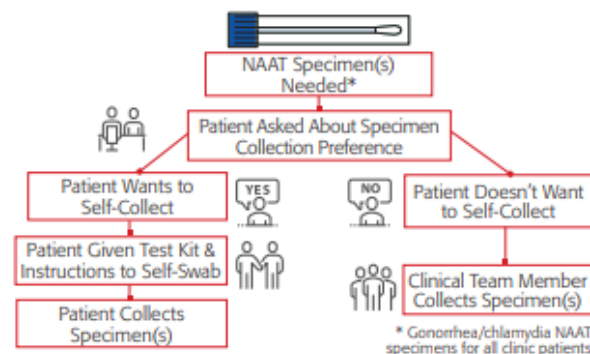 NAAT Specimen(s)
Needed*
Patient Asked About Specimen
Collection Preference
Patient Wants to
Self-Collect
YES
NO
Patient Doesn't Want
to Self-Collect
Patient Given Test Kit &
Instructions to Self-Swab
Clinical Team Member
Collects Specimen(s)
Patient Collects
Specimen(s)
* Gonorrhea/chlamydia NAAT
specimens for all clinic patients